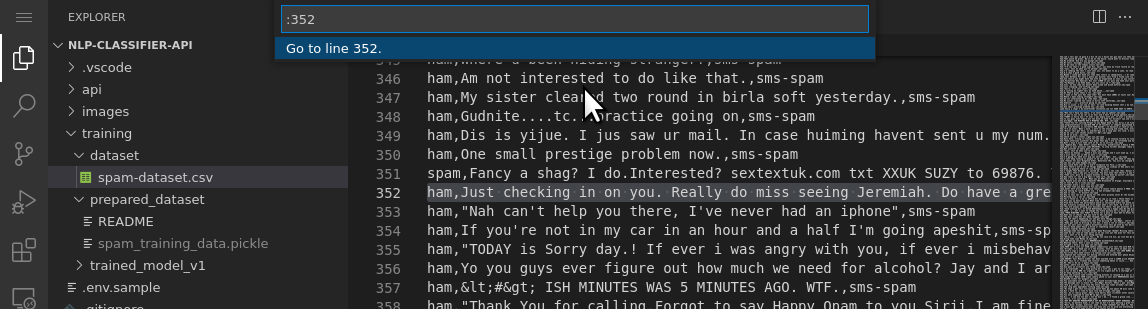 EXPLORER
:352
Go to line 352.
NLP-CLASSIFIER-API
.vscode
api
images
training
dataset
spam-dataset.csv
prepared_dataset
README
spam_training_data.pickle
trained_model_v1
.env.sample
.gitignore
345 ham,Where's been hiding stranger?.,sms-spam
346 ham,Am not interested to do like that.,sms-spam
347 ham,My sister cleared two round in birla soft yesterday.,sms-spam
348 ham,Gudnite....tc...practice going on,sms-spam
349 ham,Dis is yijue. I jus saw ur mail. In case huiming havent sent u my num.
350 ham,One small prestige problem now.,sms-spam
351 spam,Fancy a shag? I do.Interested? sextextuk.com txt XXUK SUZY to 69876.
352 ham,Just checking in on you. Really do miss seeing Jeremiah. Do have a gre
353 ham,"Nah can't help you there, I've never had an iphone",sms-spam
354 ham,If you're not in my car in an hour and a half I'm going apeshit,sms-sp
355 ham,"TODAY is Sorry day.! If ever i was angry with you, if ever i misbehav
356 ham,Yo you guys ever figure out how much we need for alcohol? Jay and I ar
357 ham,&lt;#&gt; ISH MINUTES WAS 5 MINUTES AGO. WTF.,sms-spam
358 ham,"Thank You for calling.Forgot to say Happy Onam to you Sirji.I am fine